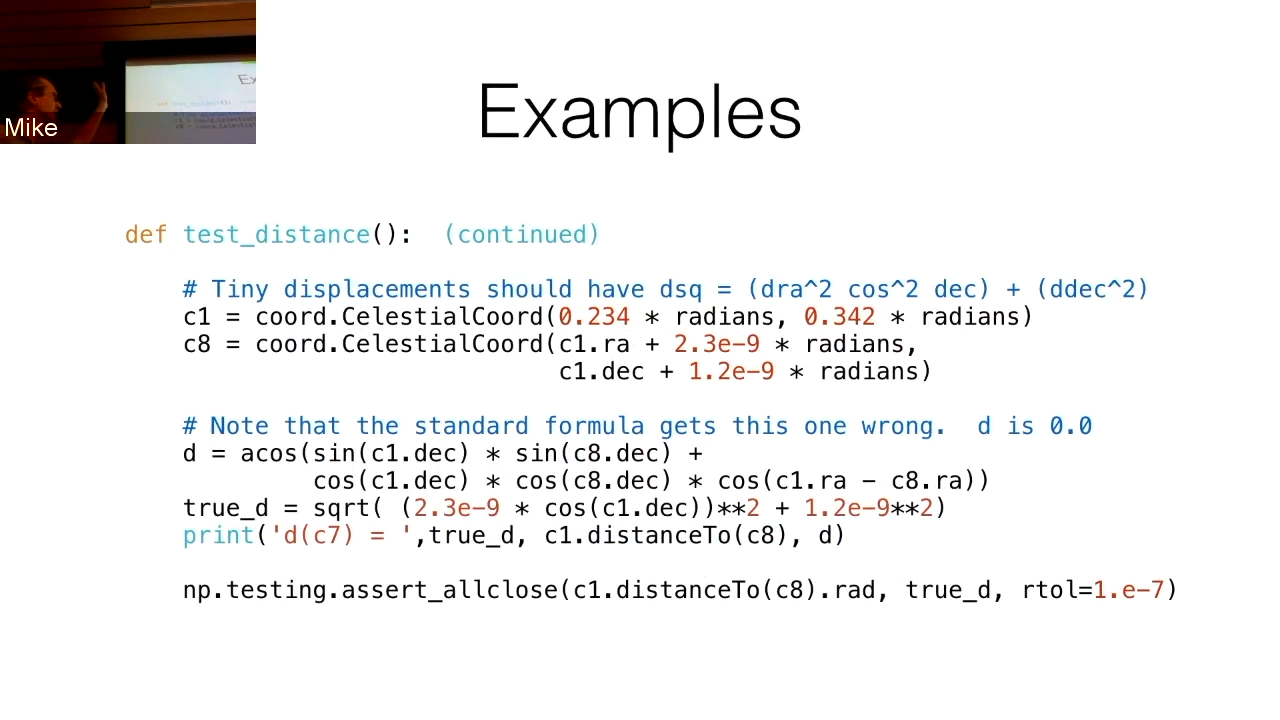 Mike
Examples
def test_distance():  (continued)
# Tiny displacements should have dsq = (dra^2 cos^2 dec) + (ddec^2)
c1 = coord.CelestialCoord(0.234 * radians, 0.342 * radians)
c8 = coord.CelestialCoord(c1.ra + 2.3e-9 * radians,
c1.dec + 1.2e-9 * radians)
# Note that the standard formula gets this one wrong.  d is 0.0
d = acos(sin(c1.dec) * sin(c8.dec) +
cos(c1.dec) * cos(c8.dec) * cos(c1.ra - c8.ra))
true_d = sqrt( (2.3e-9 * cos(c1.dec))**2 + 1.2e-9**2)
print('d(c7) = ',true_d, c1.distanceTo(c8), d)
np.testing.assert_allclose(c1.distanceTo(c8).rad, true_d, rtol=1.e-7)